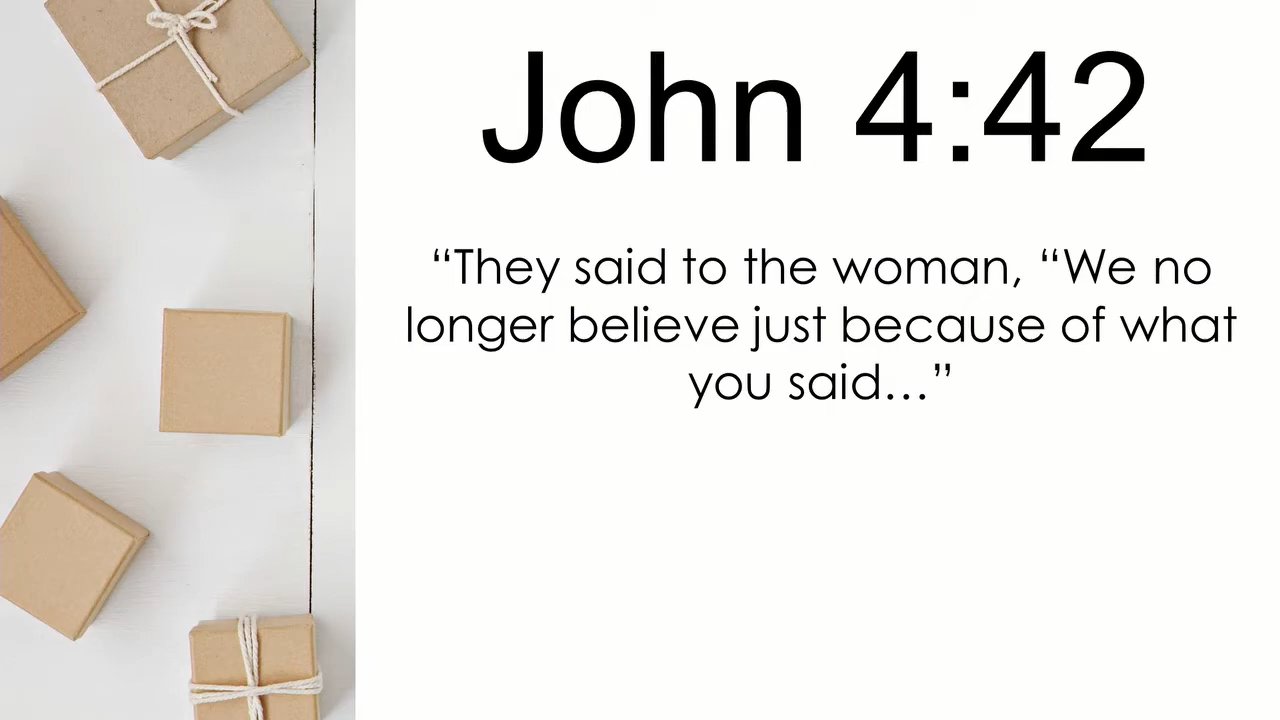 John 4:42
“They said to the woman, “We no
longer believe just because of what
you said…”